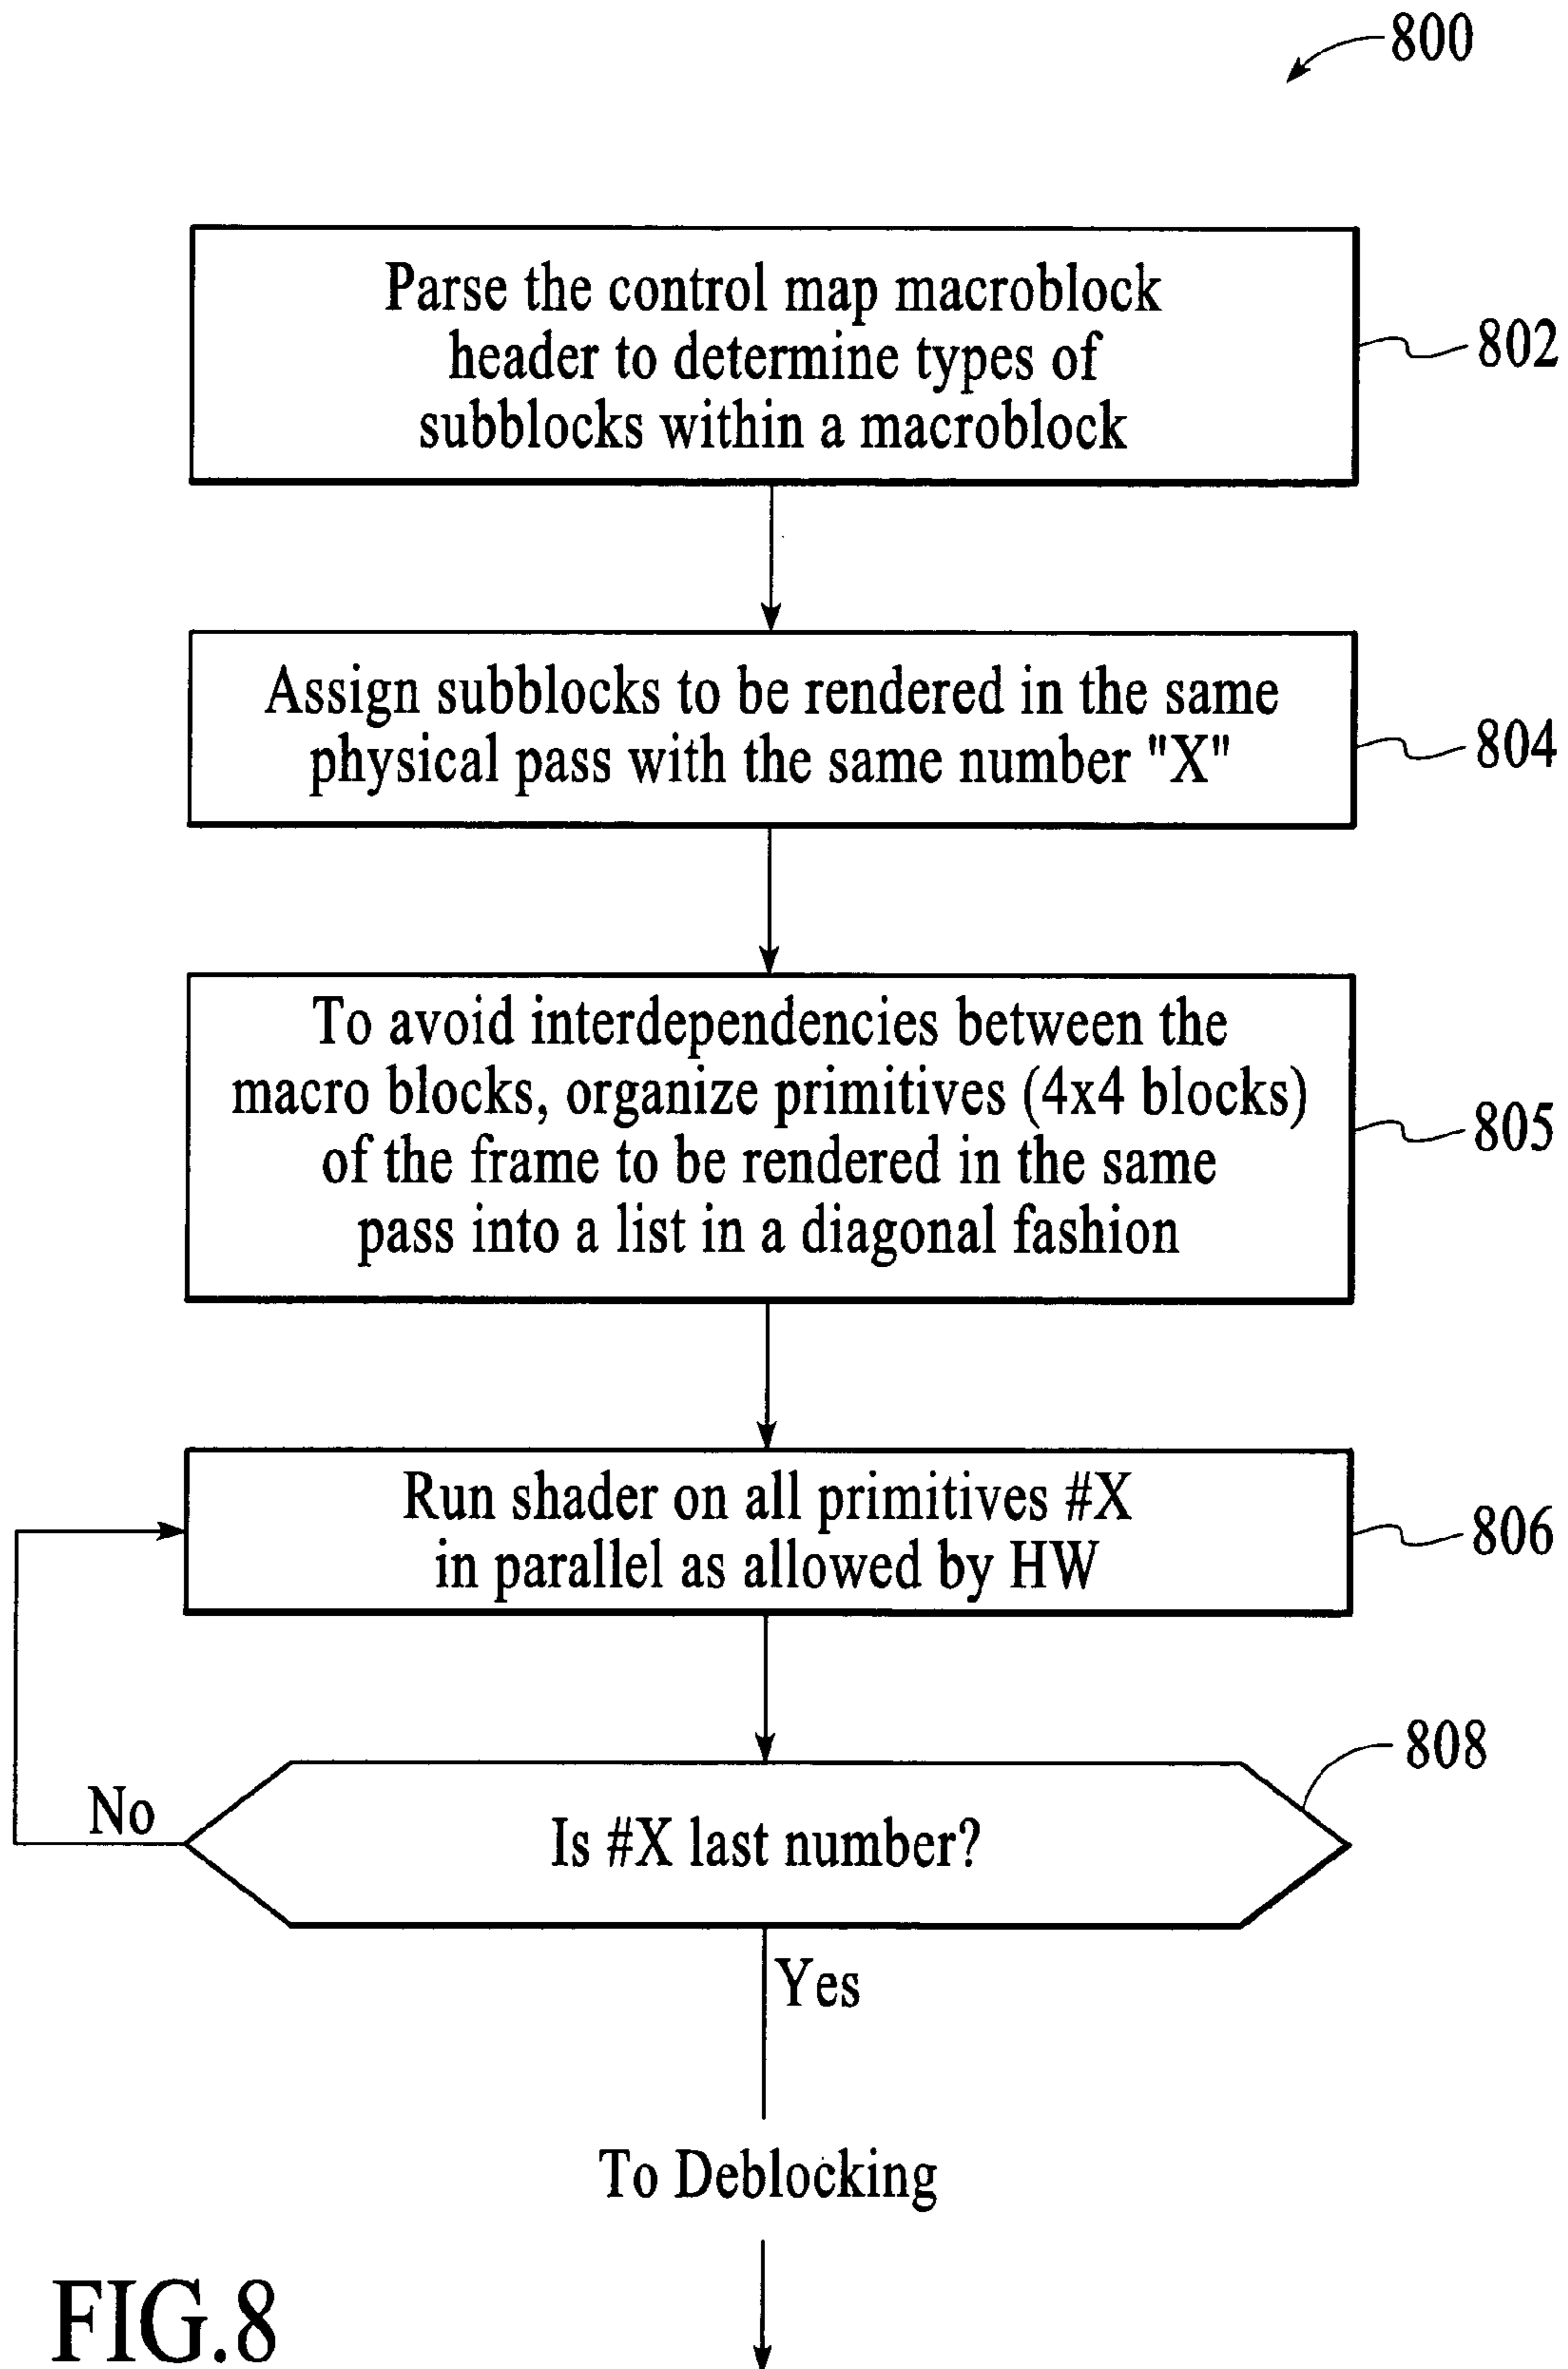 800
Parse the control map macroblock
header to determine types of
subblocks within a macroblock
802
Assign subblocks to be rendered in the same
physical pass with the same number "X"
804
To avoid interdependencies between the
macro blocks, organize primitives (4x4 blocks)
of the frame to be rendered in the same
pass into a list in a diagonal fashion
805
Run shader on all primitives #X
in parallel as allowed by HW
806
808
No
Is #X last number?
Yes
To Deblocking
FIG.8